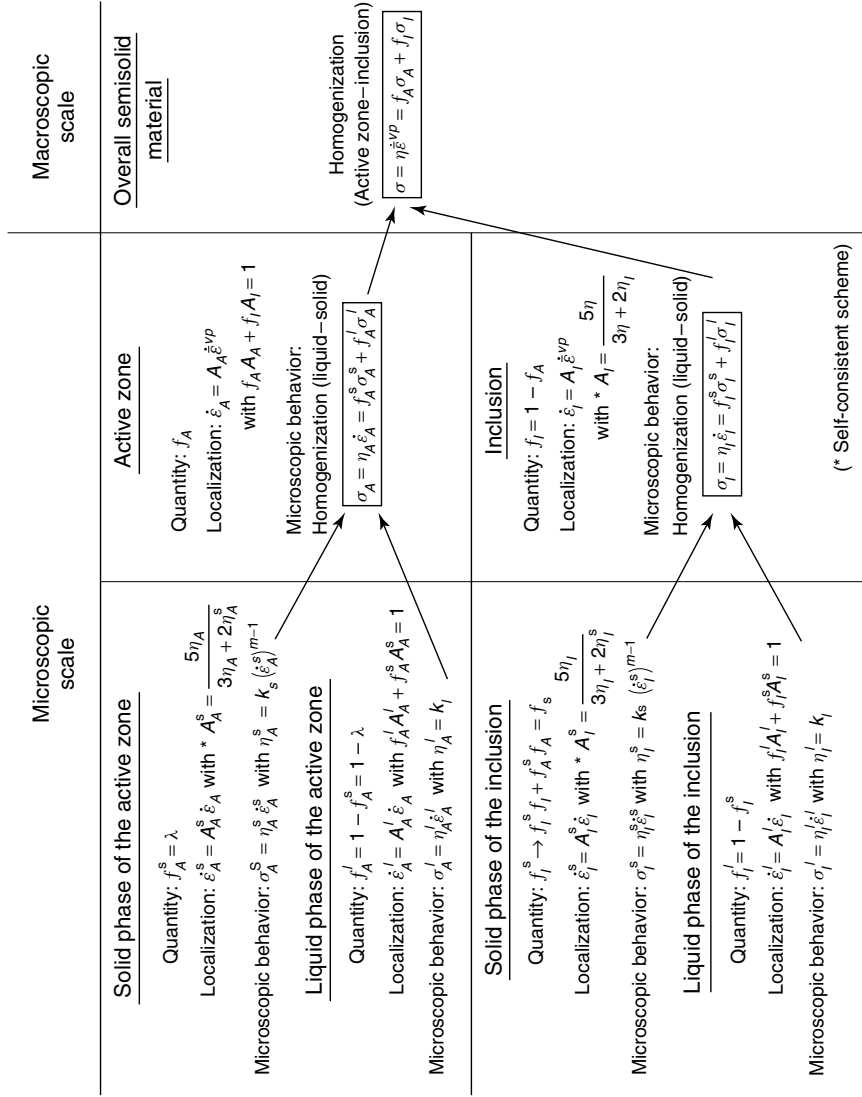 Microscopic
scale
Macroscopic
scale
Solid phase of the active zone
Quantity: f_A^s = λ
Localization: ε̇_A^s = A_A^s ε̇_A with * A_A^s = 5η_A / (3η_A + 2η_A^s)
Microscopic behavior: σ_A^s = η_A^s ε̇_A^s with η_A^s = k_s (ε̇_A^s)^{m−1}
Liquid phase of the active zone
Quantity: f_A^l = 1 − f_A^s = 1 − λ
Localization: ε̇_A^l = A_A^l ε̇_A with f_A^l A_A^l + f_A^s A_A^s = 1
Microscopic behavior: σ_A^l = η_A^l ε̇_A^l with η_A^l = k_l
Active zone
Quantity: f_A
Localization: ε̇_A = A_A ε̇̄^{vp}
with f_A A_A + f_I A_I = 1
Microscopic behavior:
Homogenization (liquid–solid)
σ_A = η_A ε̇_A = f_A^s σ_A^s + f_A^l σ_A^l
Overall semisolid
material
Homogenization
(Active zone–inclusion)
σ = η ε̇̄^{vp} = f_A σ_A + f_I σ_I
Solid phase of the inclusion
Quantity: f_I^s → f_I^s f_I + f_A^s f_A = f_s
Localization: ε̇_I^s = A_I^s ε̇_I with * A_I^s = 5η_I / (3η_I + 2η_I^s)
Microscopic behavior: σ_I^s = η_I^s ε̇_I^s with η_I^s = k_s (ε̇_I^s)^{m−1}
Liquid phase of the inclusion
Quantity: f_I^l = 1 − f_I^s
Localization: ε̇_I^l = A_I^l ε̇_I with f_I^l A_I^l + f_I^s A_I^s = 1
Microscopic behavior: σ_I^l = η_I^l ε̇_I^l with η_I^l = k_l
Inclusion
Quantity: f_I = 1 − f_A
Localization: ε̇_I = A_I ε̇̄^{vp}
with * A_I = 5η / (3η + 2η_I)
Microscopic behavior:
Homogenization (liquid–solid)
σ_I = η_I ε̇_I = f_I^s σ_I^s + f_I^l σ_I^l
(* Self-consistent scheme)